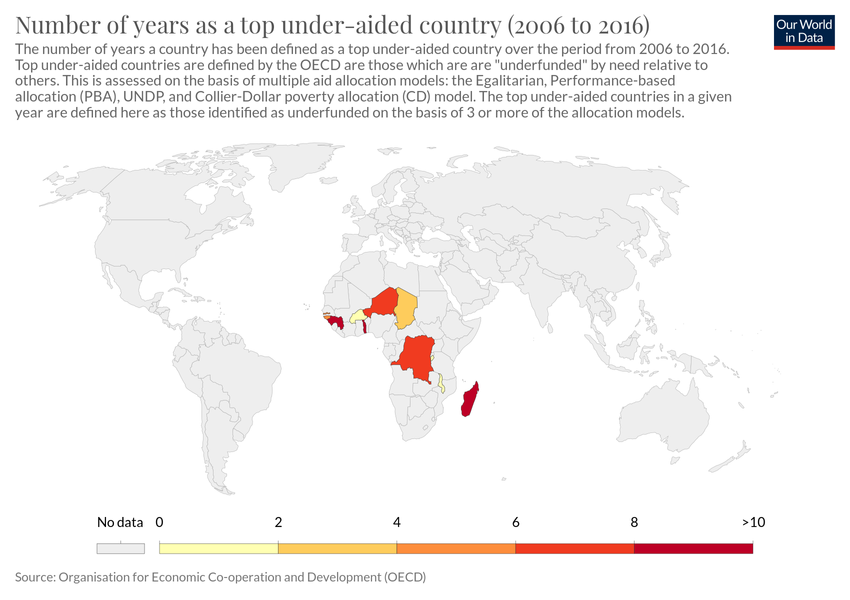 Number of years as a top under-aided country (2006 to 2016)
Our World
in Data
The number of years a country has been defined as a top under-aided country over the period from 2006 to 2016.
Top under-aided countries are defined by the OECD are those which are are "underfunded" by need relative to
others. This is assessed on the basis of multiple aid allocation models: the Egalitarian, Performance-based
allocation (PBA), UNDP, and Collier-Dollar poverty allocation (CD) model. The top under-aided countries in a given
year are defined here as those identified as underfunded on the basis of 3 or more of the allocation models.
No data 0 2 4 6 8 >10
Source: Organisation for Economic Co-operation and Development (OECD)